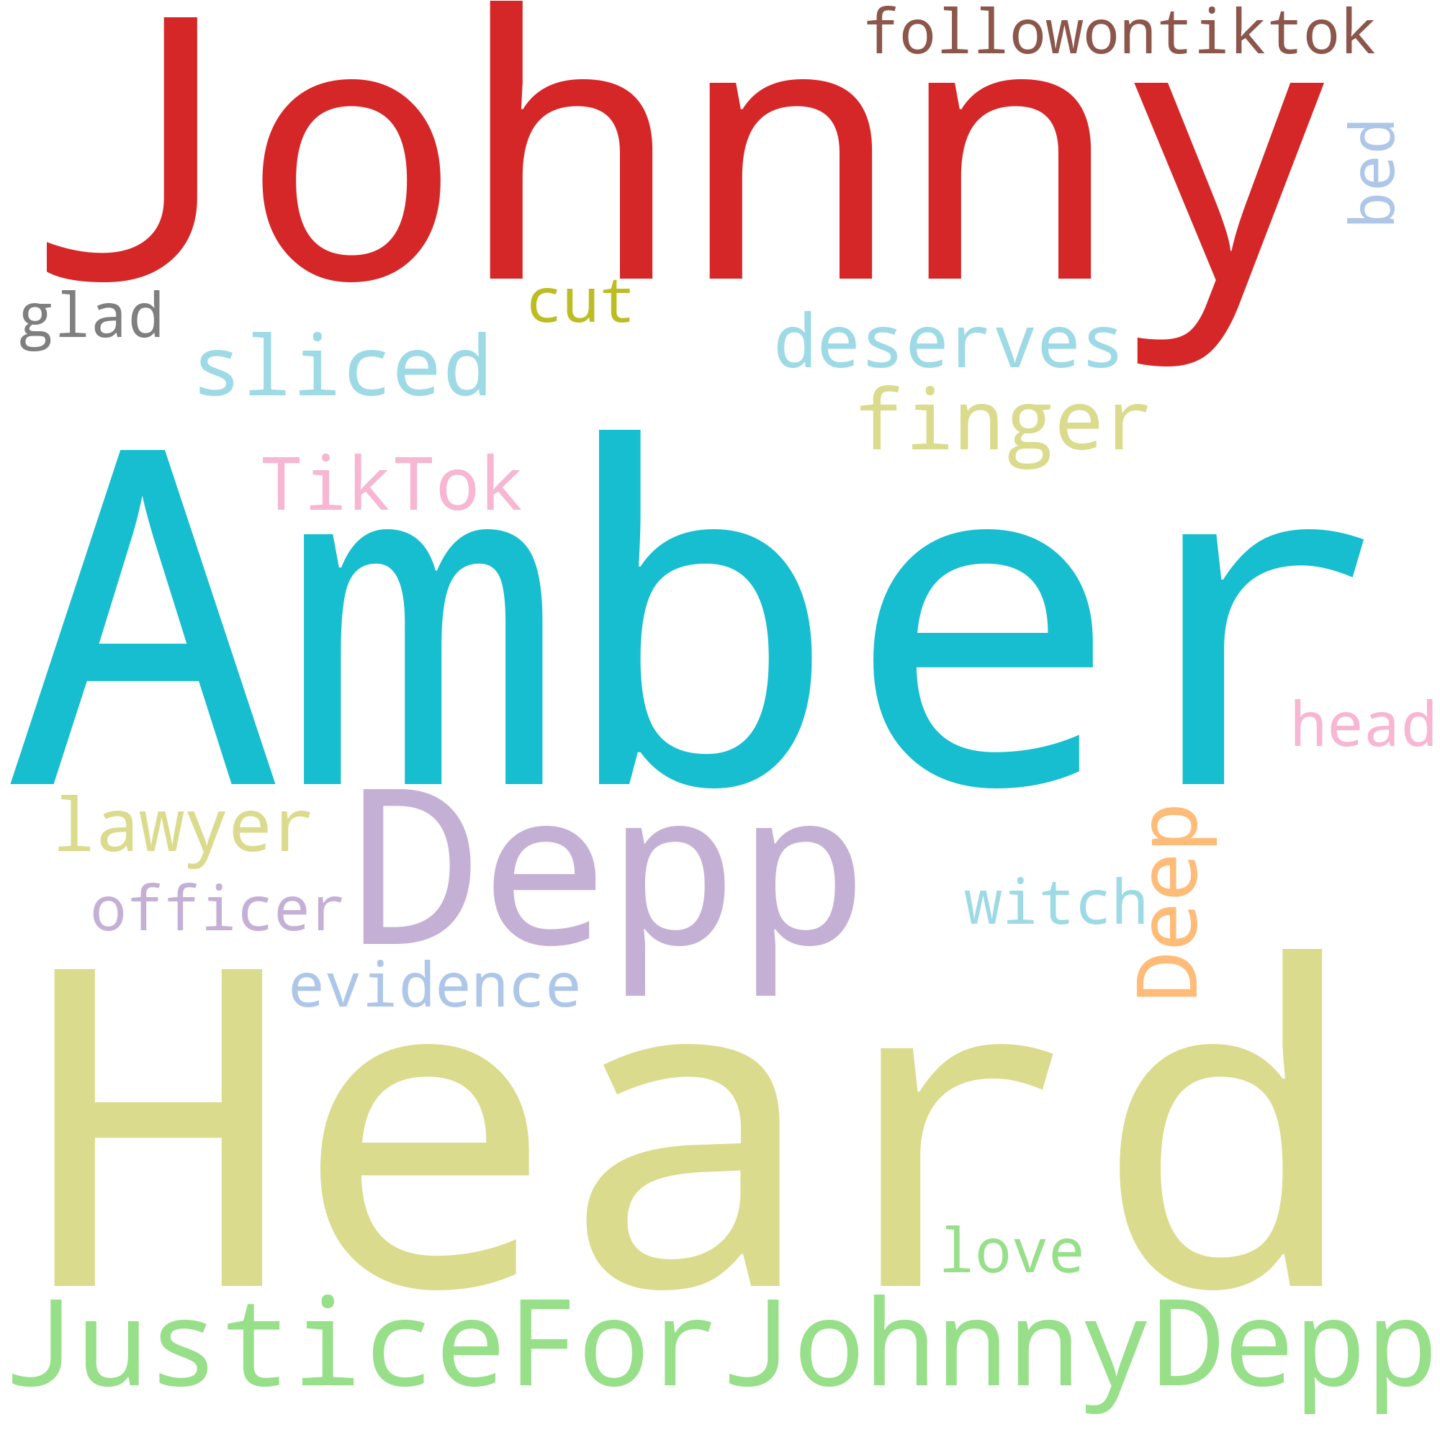 followontiktok
Johnny
bed
glad
cut
sliced
deserves
finger
TikTok
Amber
head
lawyer
Depp
Deep
officer
witch
evidence
Heard
love
JusticeForJohnnyDepp